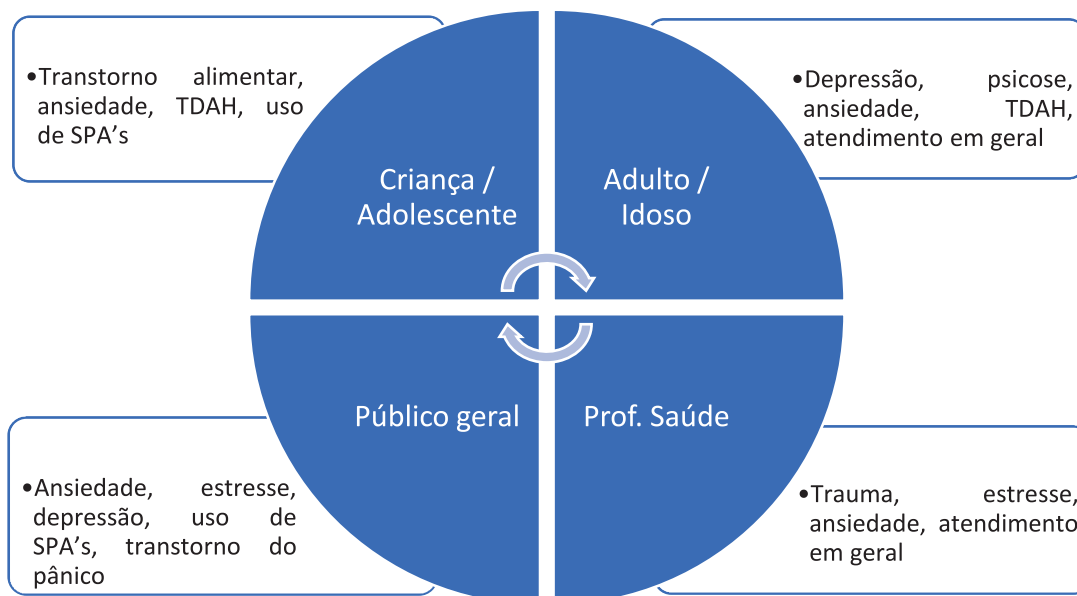 •Transtorno alimentar,
ansiedade, TDAH, uso
de SPA's
Criança /
Adolescente
Adulto /
Idoso
•Depressão, psicose,
ansiedade, TDAH,
atendimento em geral
Público geral
Prof. Saúde
•Ansiedade, estresse,
depressão, uso de
SPA's, transtorno do
pânico
•Trauma, estresse,
ansiedade, atendimento
em geral